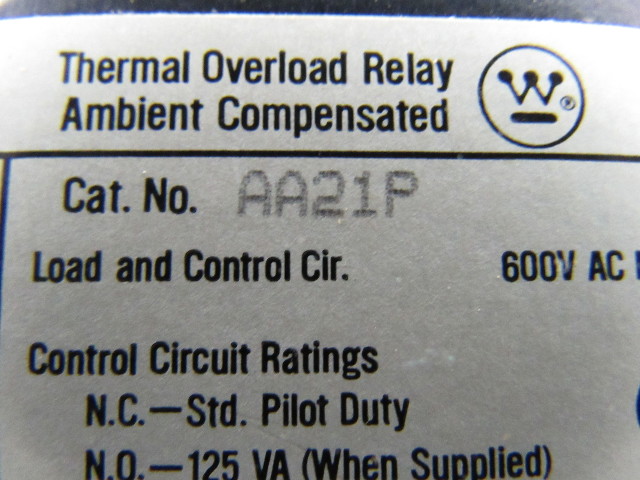 Thermal Overload Relay
Ambient Compensated
W®
Cat. No. AA21P
Load and Control Cir. 600V AC
Control Circuit Ratings
N.C.—Std. Pilot Duty
N.O.—125 VA (When Supplied)